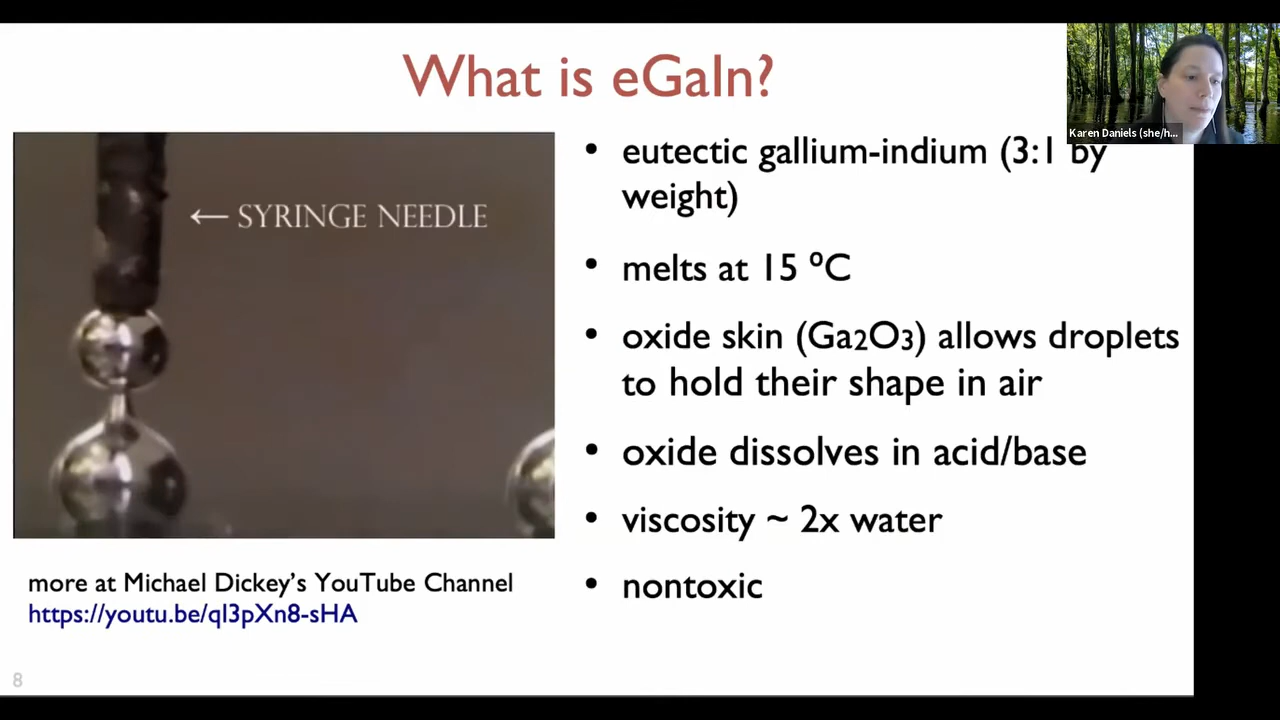 What is eGaIn?
Karen Daniels (she/h...
← SYRINGE NEEDLE
• eutectic gallium-indium (3:1 by
weight)
• melts at 15 ºC
• oxide skin (Ga2O3) allows droplets
to hold their shape in air
• oxide dissolves in acid/base
• viscosity ~ 2x water
• nontoxic
more at Michael Dickey’s YouTube Channel
https://youtu.be/ql3pXn8-sHA
8